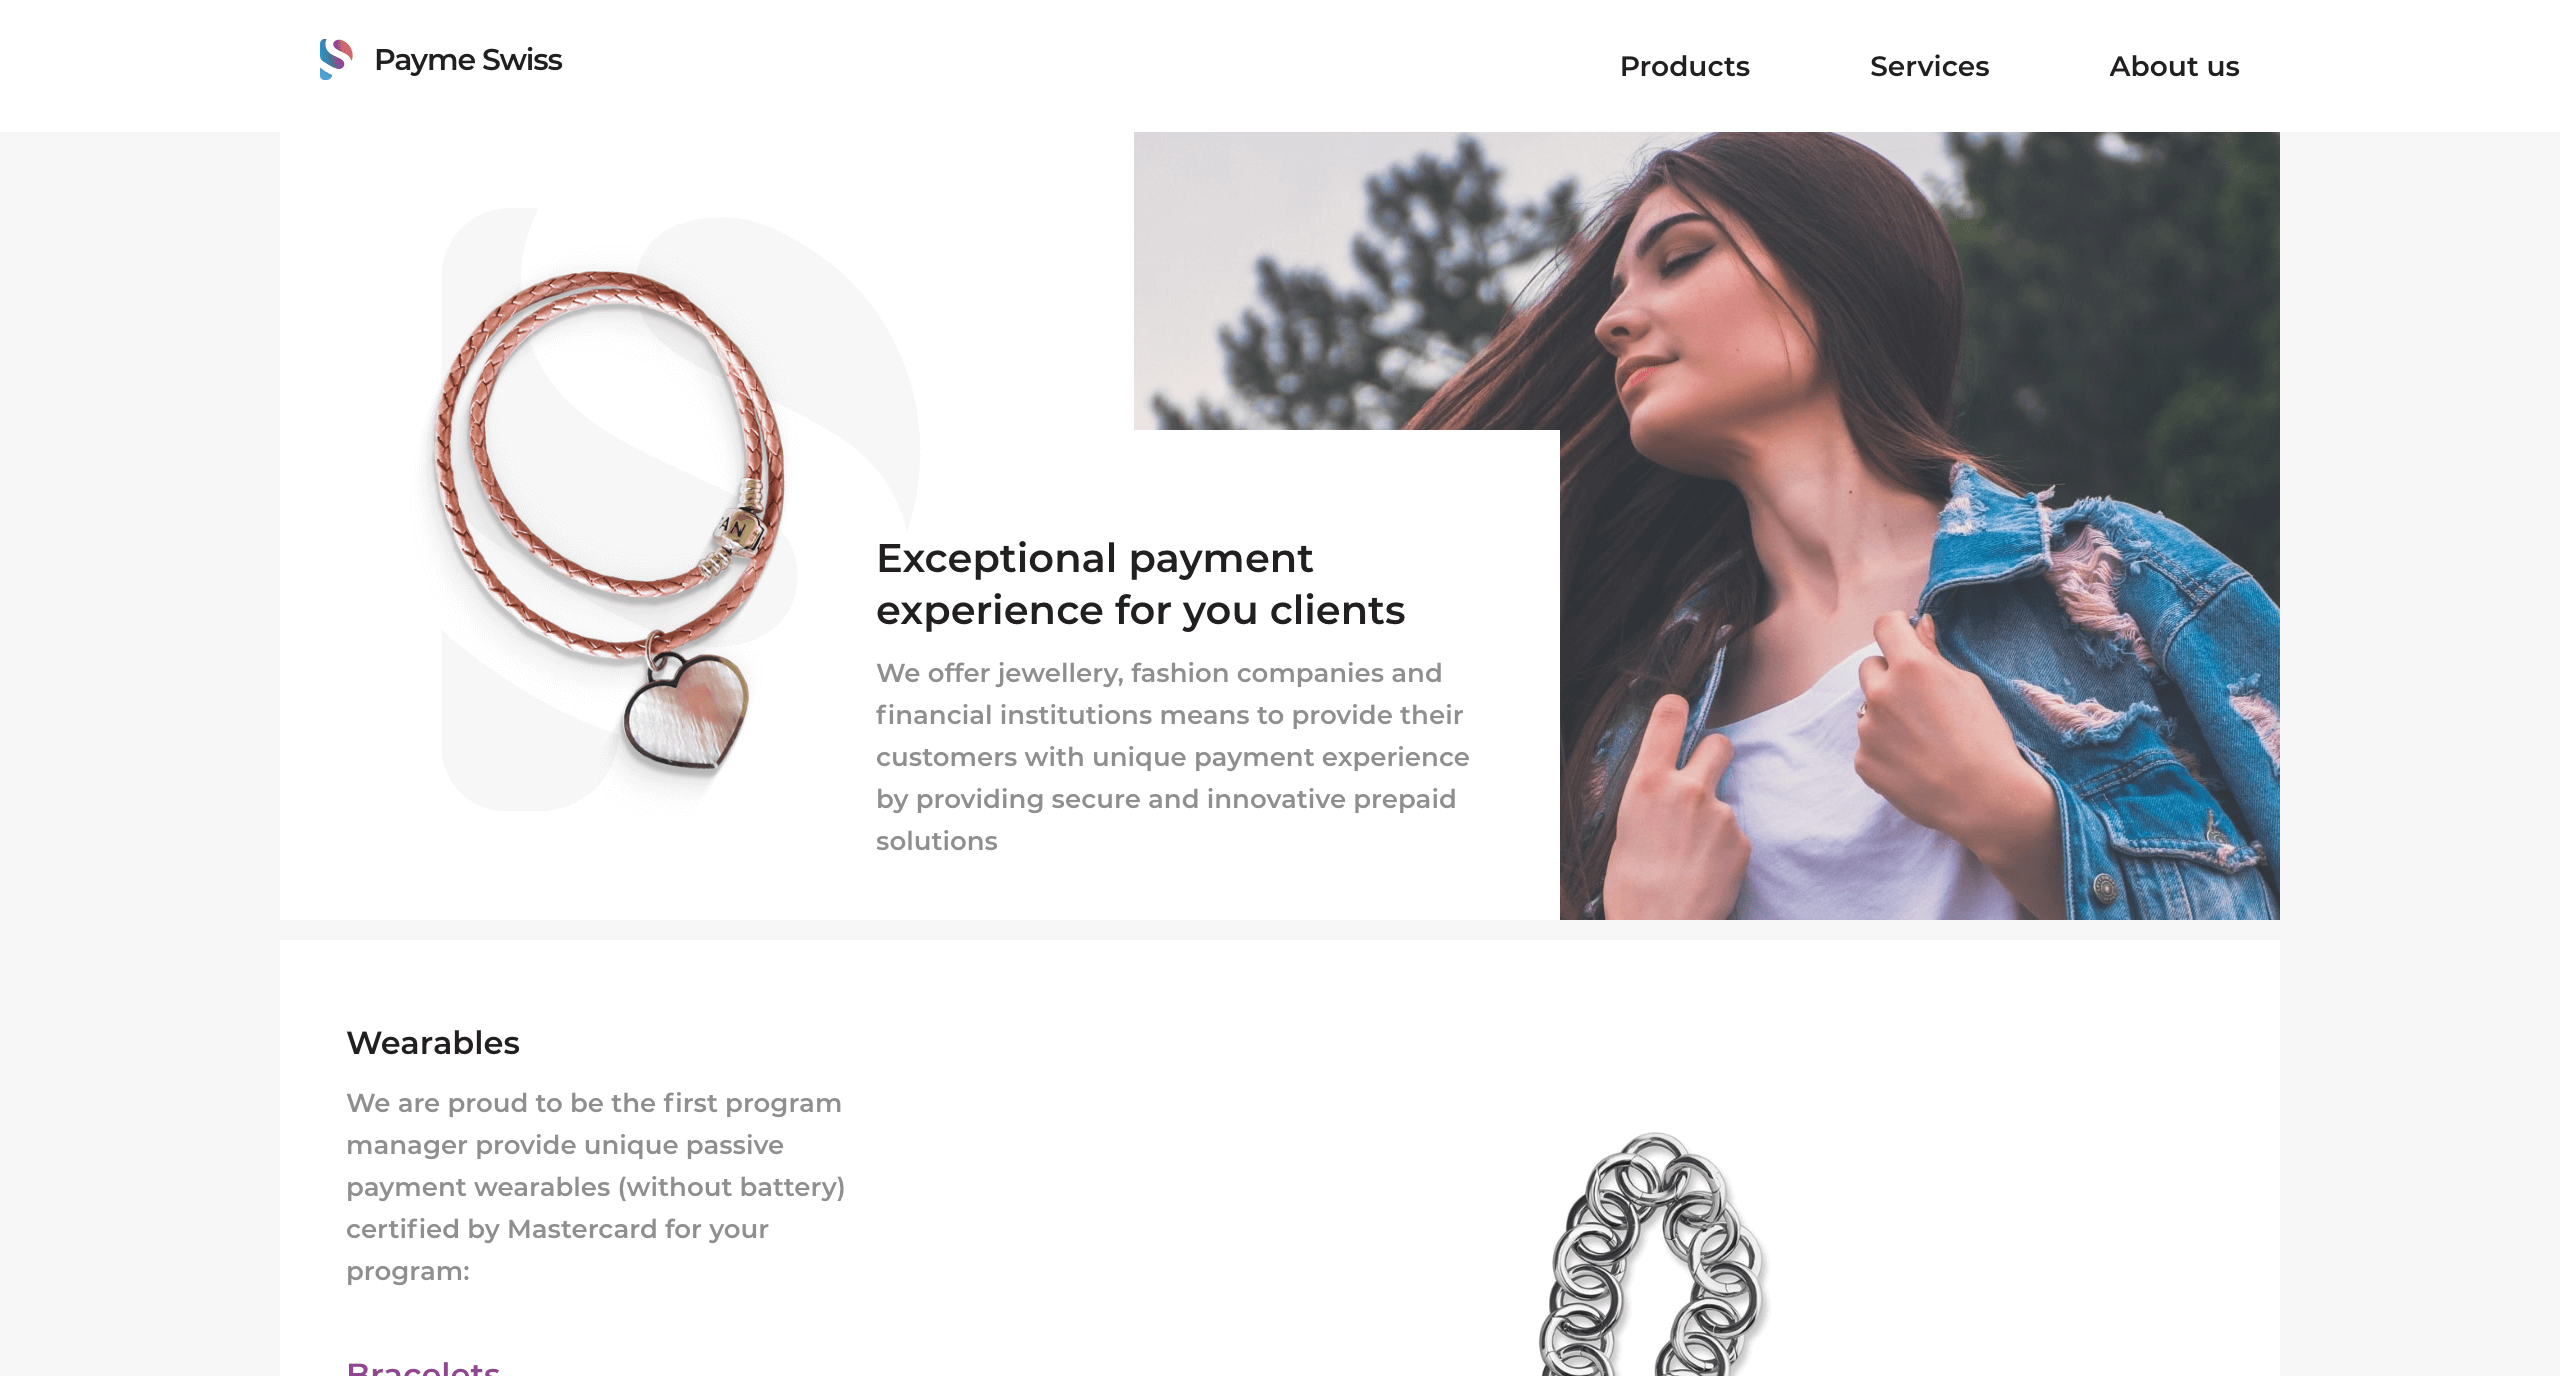 Payme Swiss
Products
Services
About us
AN
Exceptional payment
experience for you clients
We offer jewellery, fashion companies and
financial institutions means to provide their
customers with unique payment experience
by providing secure and innovative prepaid
solutions
Wearables
We are proud to be the first program
manager provide unique passive
payment wearables (without battery)
certified by Mastercard for your
program:
Bracelets